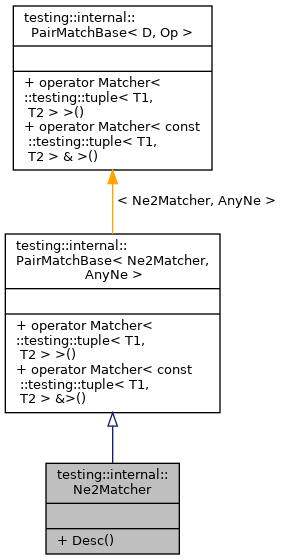 testing::internal::
PairMatchBase< D, Op >
+ operator Matcher<
::testing::tuple< T1,
T2 > >()
+ operator Matcher< const
::testing::tuple< T1,
T2 > & >()
< Ne2Matcher, AnyNe >
testing::internal::
PairMatchBase< Ne2Matcher,
AnyNe >
+ operator Matcher<
::testing::tuple< T1,
T2 > >()
+ operator Matcher< const
::testing::tuple< T1,
T2 > &>()
testing::internal::
Ne2Matcher
+ Desc()